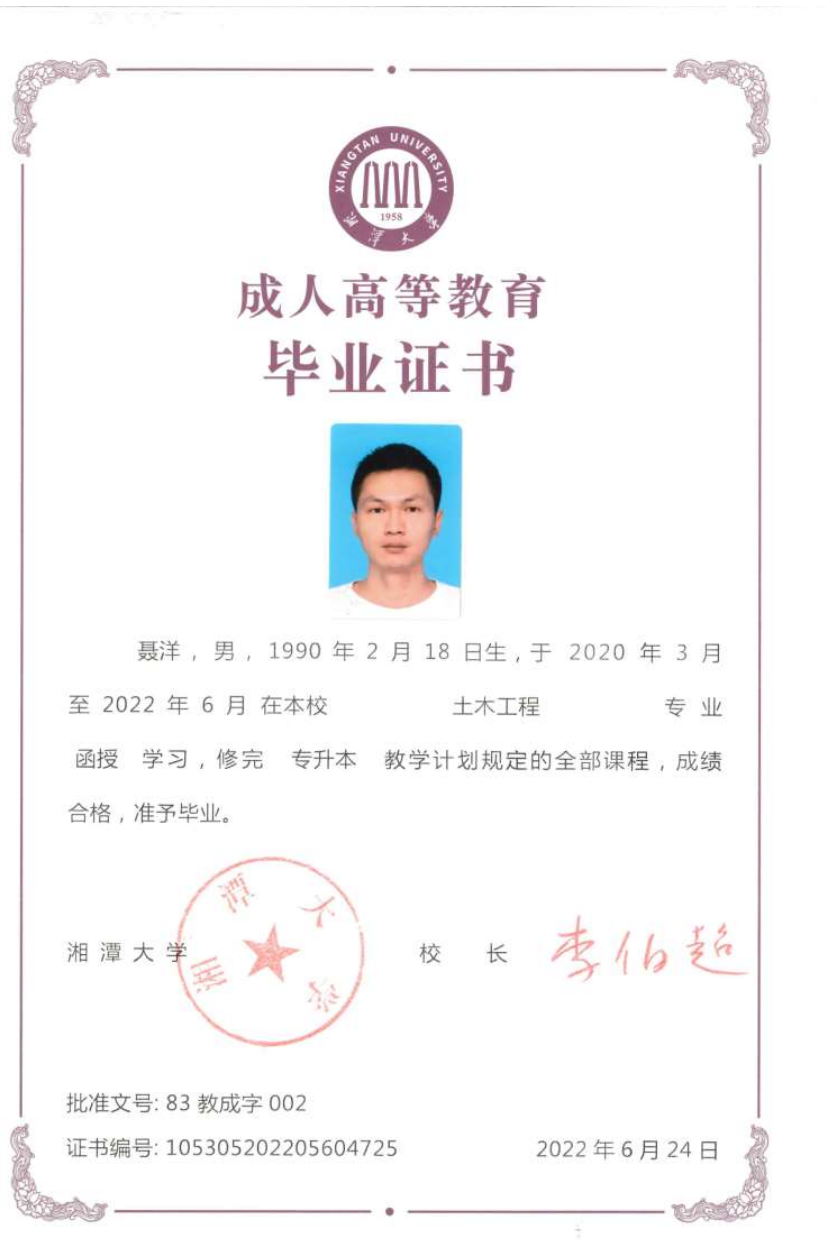 XIANGTAN UNIVERSITY
1958
湘潭大学
成人高等教育
毕业证书
聂洋，男，1990 年 2 月 18 日生，于 2020 年 3 月
至 2022 年 6 月 在本校 土木工程 专 业
函授 学习，修完 专升本 教学计划规定的全部课程，成绩
合格，准予毕业。
湘潭大学
湘 潭 大 学 校 长 李伯超
批准文号: 83 教成字 002
证书编号: 105305202205604725 2022 年 6 月 24 日